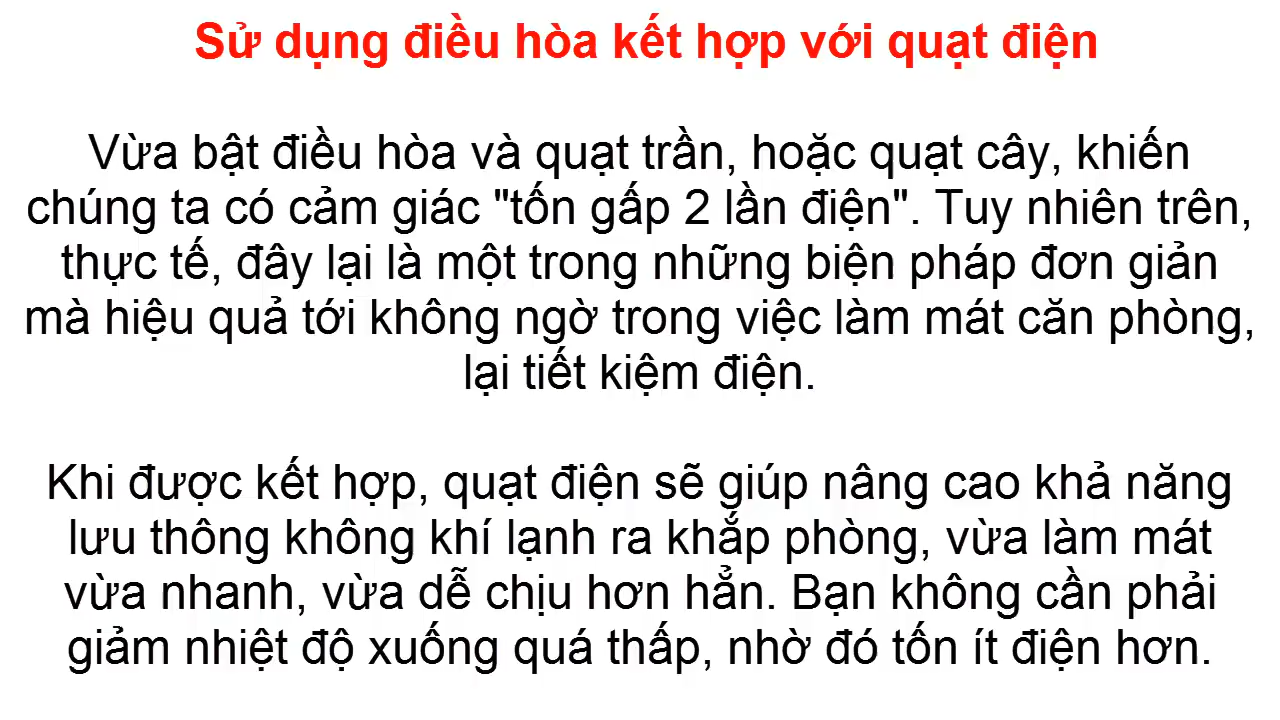 Sử dụng điều hòa kết hợp với quạt điện
Vừa bật điều hòa và quạt trần, hoặc quạt cây, khiến
chúng ta có cảm giác "tốn gấp 2 lần điện". Tuy nhiên trên,
thực tế, đây lại là một trong những biện pháp đơn giản
mà hiệu quả tới không ngờ trong việc làm mát căn phòng,
lại tiết kiệm điện.
Khi được kết hợp, quạt điện sẽ giúp nâng cao khả năng
lưu thông không khí lạnh ra khắp phòng, vừa làm mát
vừa nhanh, vừa dễ chịu hơn hẳn. Bạn không cần phải
giảm nhiệt độ xuống quá thấp, nhờ đó tốn ít điện hơn.